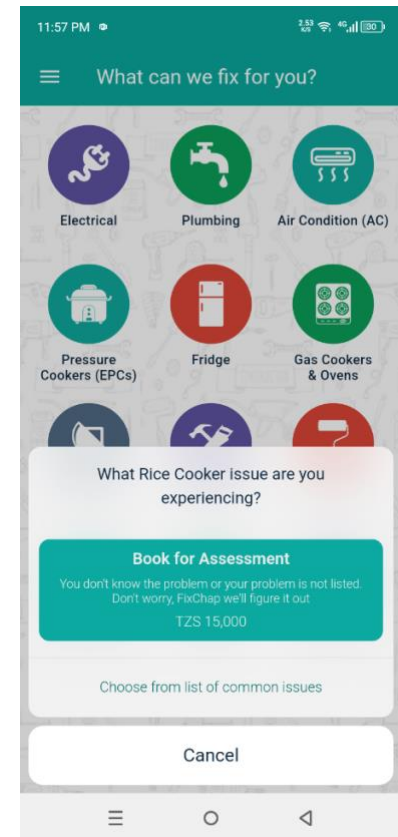 11:57 PM
2.53 K/S 4G 30
What can we fix for you?
Electrical
Plumbing
Air Condition (AC)
Pressure
Cookers (EPCs)
Fridge
Gas Cookers
& Ovens
What Rice Cooker issue are you
experiencing?
Book for Assessment
You don't know the problem or your problem is not listed.
Don't worry, FixChap we'll figure it out
TZS 15,000
Choose from list of common issues
Cancel